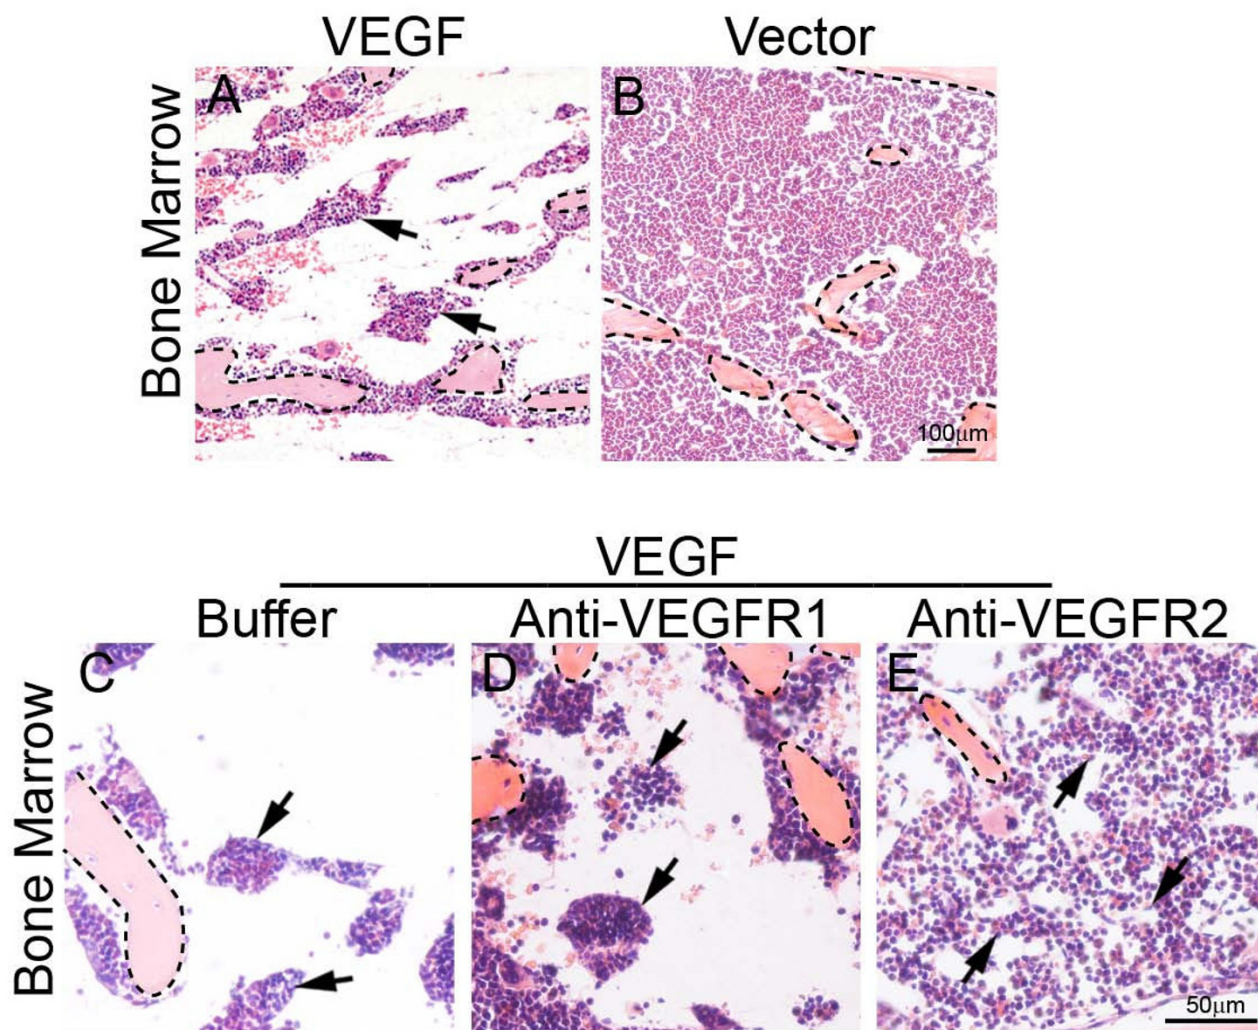 VEGF Vector
Bone Marrow
A B
100μm
VEGF
Buffer Anti-VEGFR1 Anti-VEGFR2
Bone Marrow
C D E
50μm